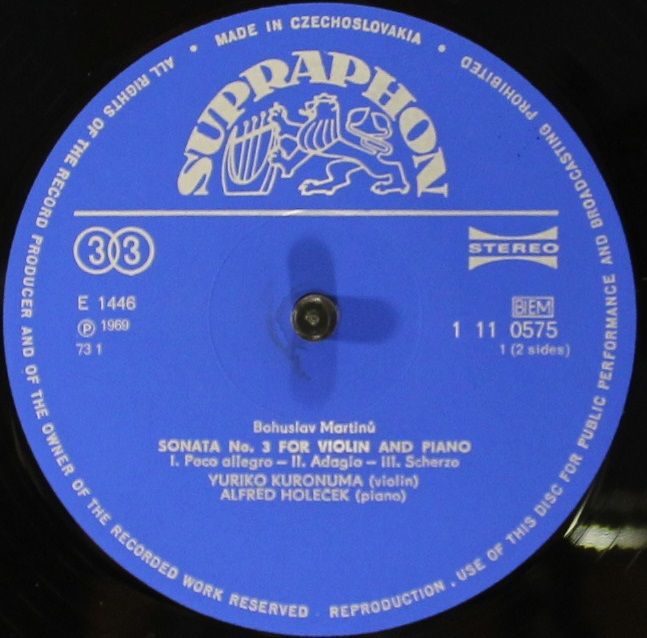 ALL RIGHTS OF THE RECORD PRODUCER AND OF THE OWNER OF THE RECORDED WORK RESERVED . REPRODUCTION . USE OF THIS DISC FOR PUBLIC PERFORMANCE AND BROADCASTING PROHIBITED
• MADE IN CZECHOSLOVAKIA •
SUPRAPHON
33
STEREO
E 1446
Ⓟ 1969
73 1
BIEM
1 11 0575
1 (2 sides)
Bohuslav Martinů
SONATA No. 3 FOR VIOLIN AND PIANO
I. Poco allegro – II. Adagio – III. Scherzo
YURIKO KURONUMA (violin)
ALFRÉD HOLEČEK (piano)